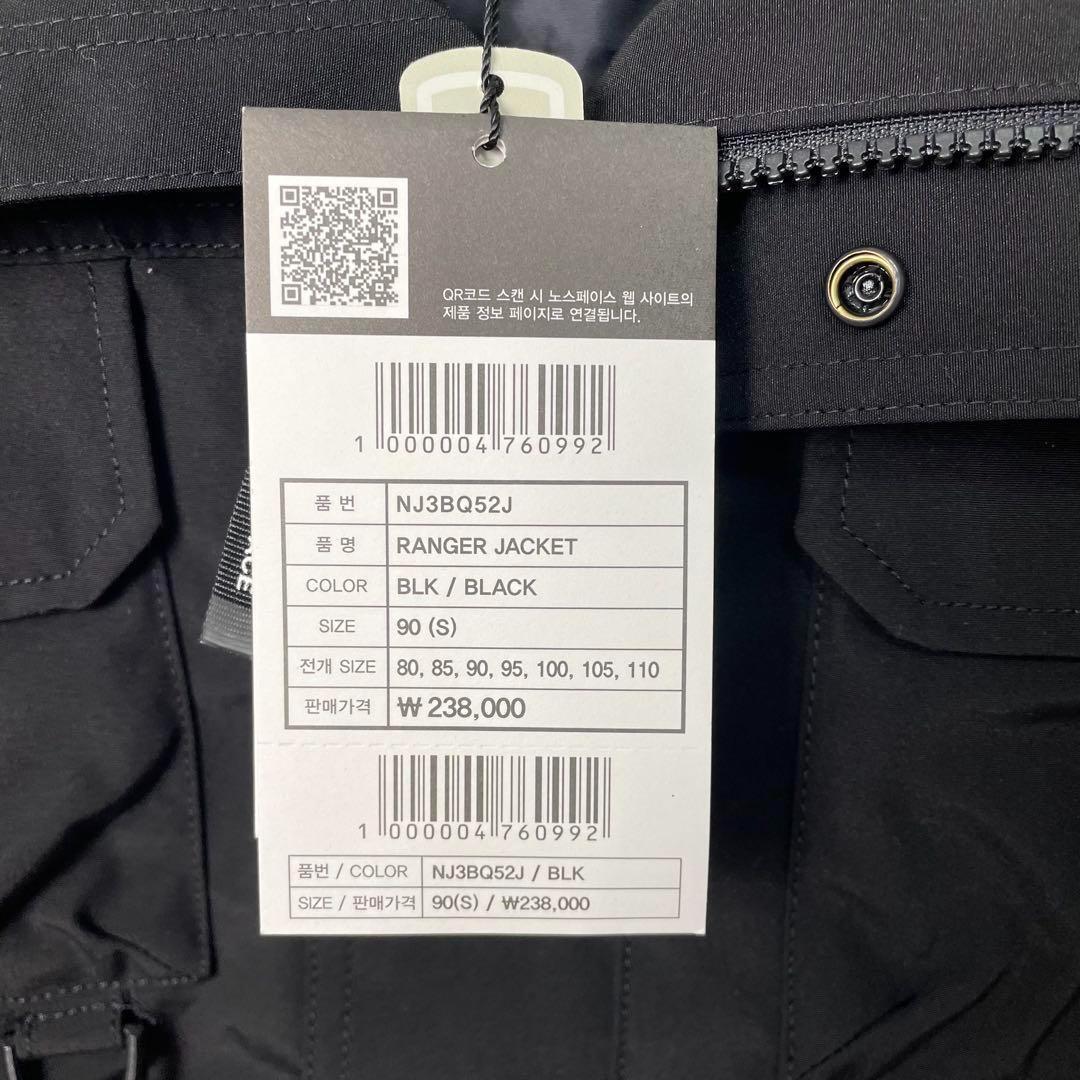 QR코드 스캔 시 노스페이스 웹 사이트의
제품 정보 페이지로 연결됩니다.
1 000004 760992
품 번 NJ3BQ52J
품 명 RANGER JACKET
COLOR BLK / BLACK
SIZE 90 (S)
전개 SIZE 80, 85, 90, 95, 100, 105, 110
판매가격 ₩ 238,000
1 000004 760992
품번 / COLOR NJ3BQ52J / BLK
SIZE / 판매가격 90(S) / ₩238,000